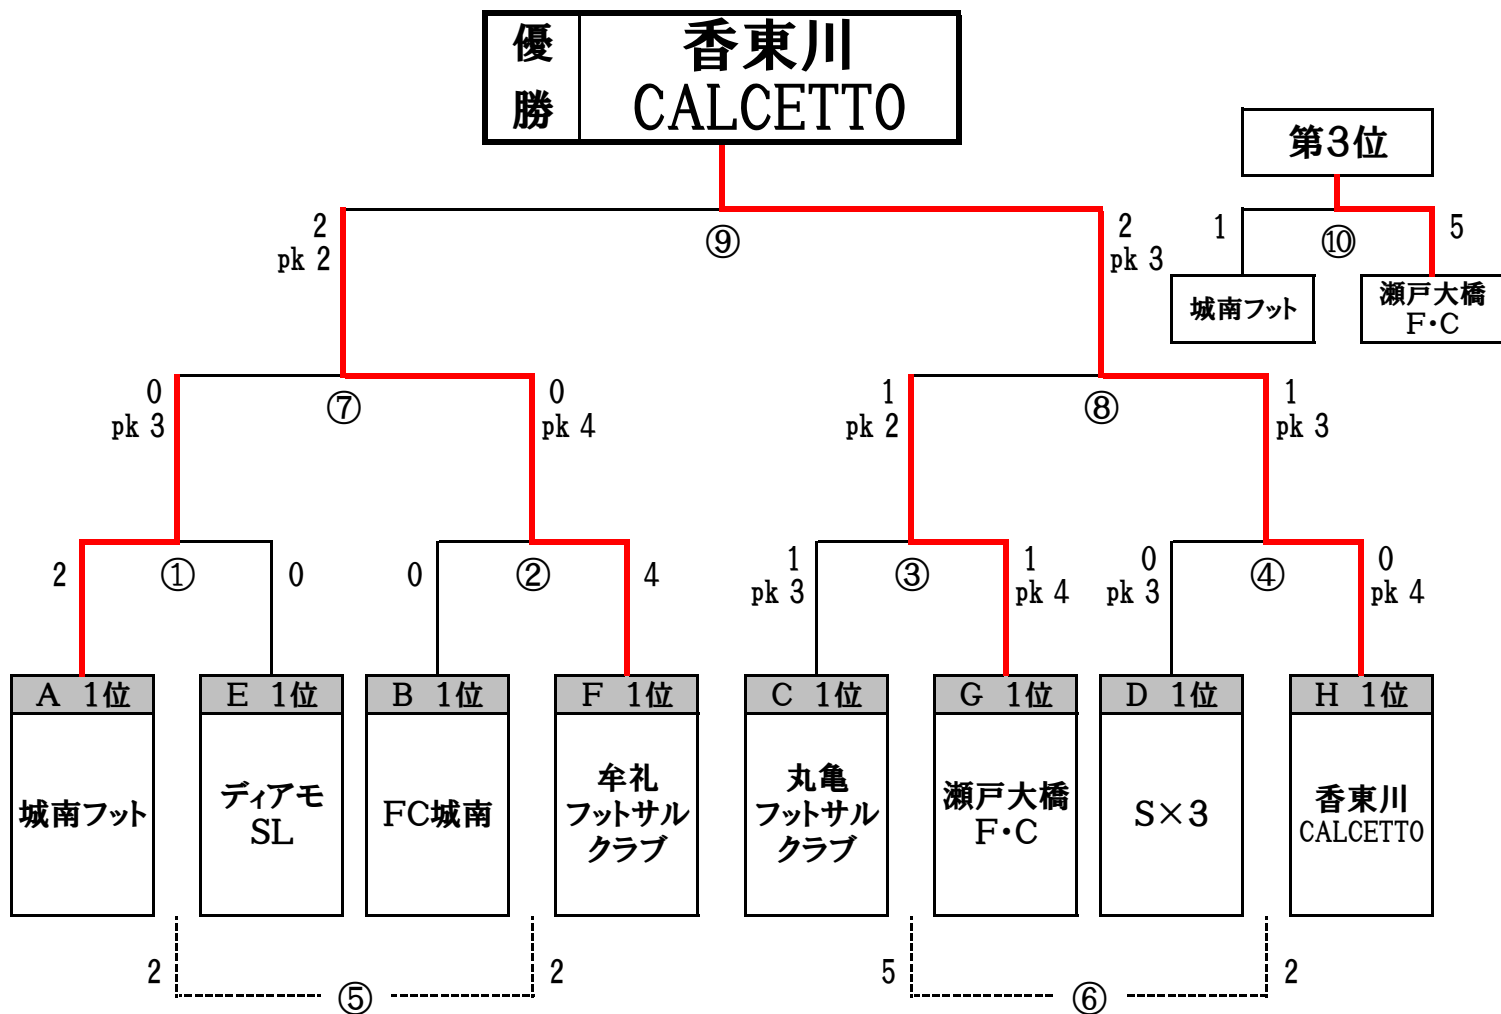 優勝
香東川
CALCETTO
第3位
2
pk 2
⑨
2
pk 3
1
⑩
5
城南フット
瀬戸大橋
F・C
0
pk 3
⑦
0
pk 4
1
pk 2
⑧
1
pk 3
2
①
0
0
②
4
1
pk 3
③
1
pk 4
0
pk 3
④
0
pk 4
A 1位
E 1位
B 1位
F 1位
C 1位
G 1位
D 1位
H 1位
城南フット
ディアモ
SL
FC城南
牟礼
フットサル
クラブ
丸亀
フットサル
クラブ
瀬戸大橋
F・C
S×3
香東川
CALCETTO
2
⑤
2
5
⑥
2